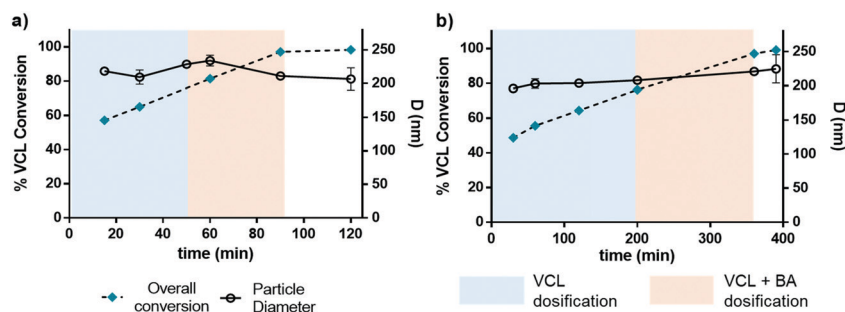 a)
100
80
60
40
20
0
% VCL Conversion
250
200
150
100
50
0
D (nm)
0 20 40 60 80 100 120
time (min)
Overall conversion
Particle Diameter
b)
100
80
60
40
20
0
% VCL Conversion
250
200
150
100
50
0
D (nm)
0 100 200 300 400
time (min)
VCL
dosification
VCL + BA
dosification